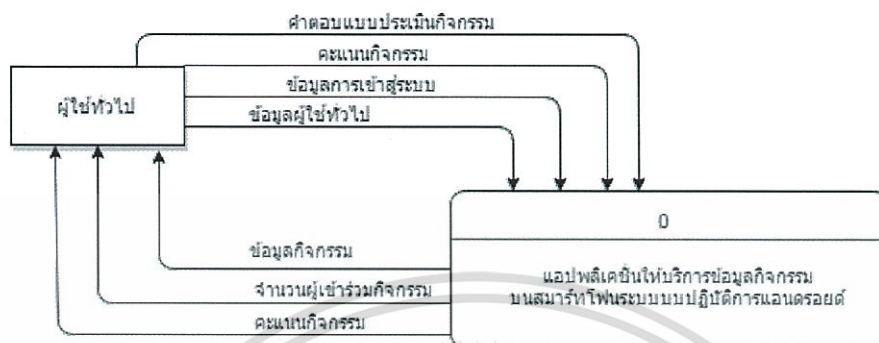 คำตอบแบบประเมินกิจกรรม
คะแนนกิจกรรม
ข้อมูลการเข้าสู่ระบบ
ข้อมูลผู้ใช้ทั่วไป
ผู้ใช้ทั่วไป
0
แอปพลิเคชั่นให้บริการข้อมูลกิจกรรม
บนสมาร์ทโฟนระบบบบปฏิบัติการแอนดรอยด์
ข้อมูลกิจกรรม
จำนวนผู้เข้าร่วมกิจกรรม
คะแนนกิจกรรม